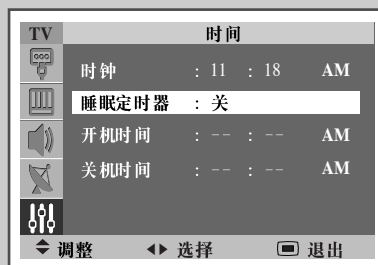 TV 时间
时钟 : 11 : 18 AM
睡眠定时器 : 关
开机时间 : -- : -- AM
关机时间 : -- : -- AM
调整 选择 退出